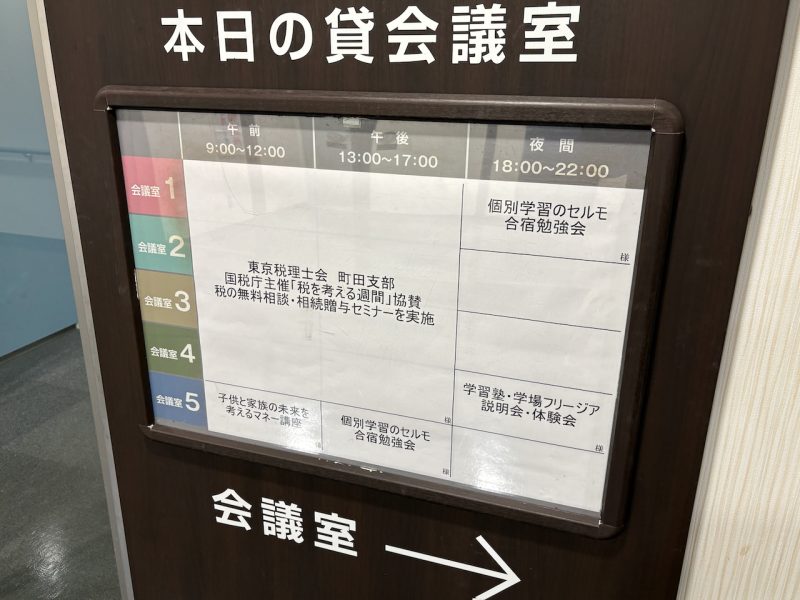 本日の貸会議室
午前
9:00～12:00
午後
13:00～17:00
夜間
18:00～22:00
会議室1
会議室2
会議室3
会議室4
会議室5
東京税理士会 町田支部
国税庁主催「税を考える週間」協賛
税の無料相談・相続贈与セミナーを実施
様
個別学習のセルモ
合宿勉強会
様
学習塾・学場フリージア
説明会・体験会
様
子供と家族の未来を
考えるマネー講座
様
個別学習のセルモ
合宿勉強会
様
会議室